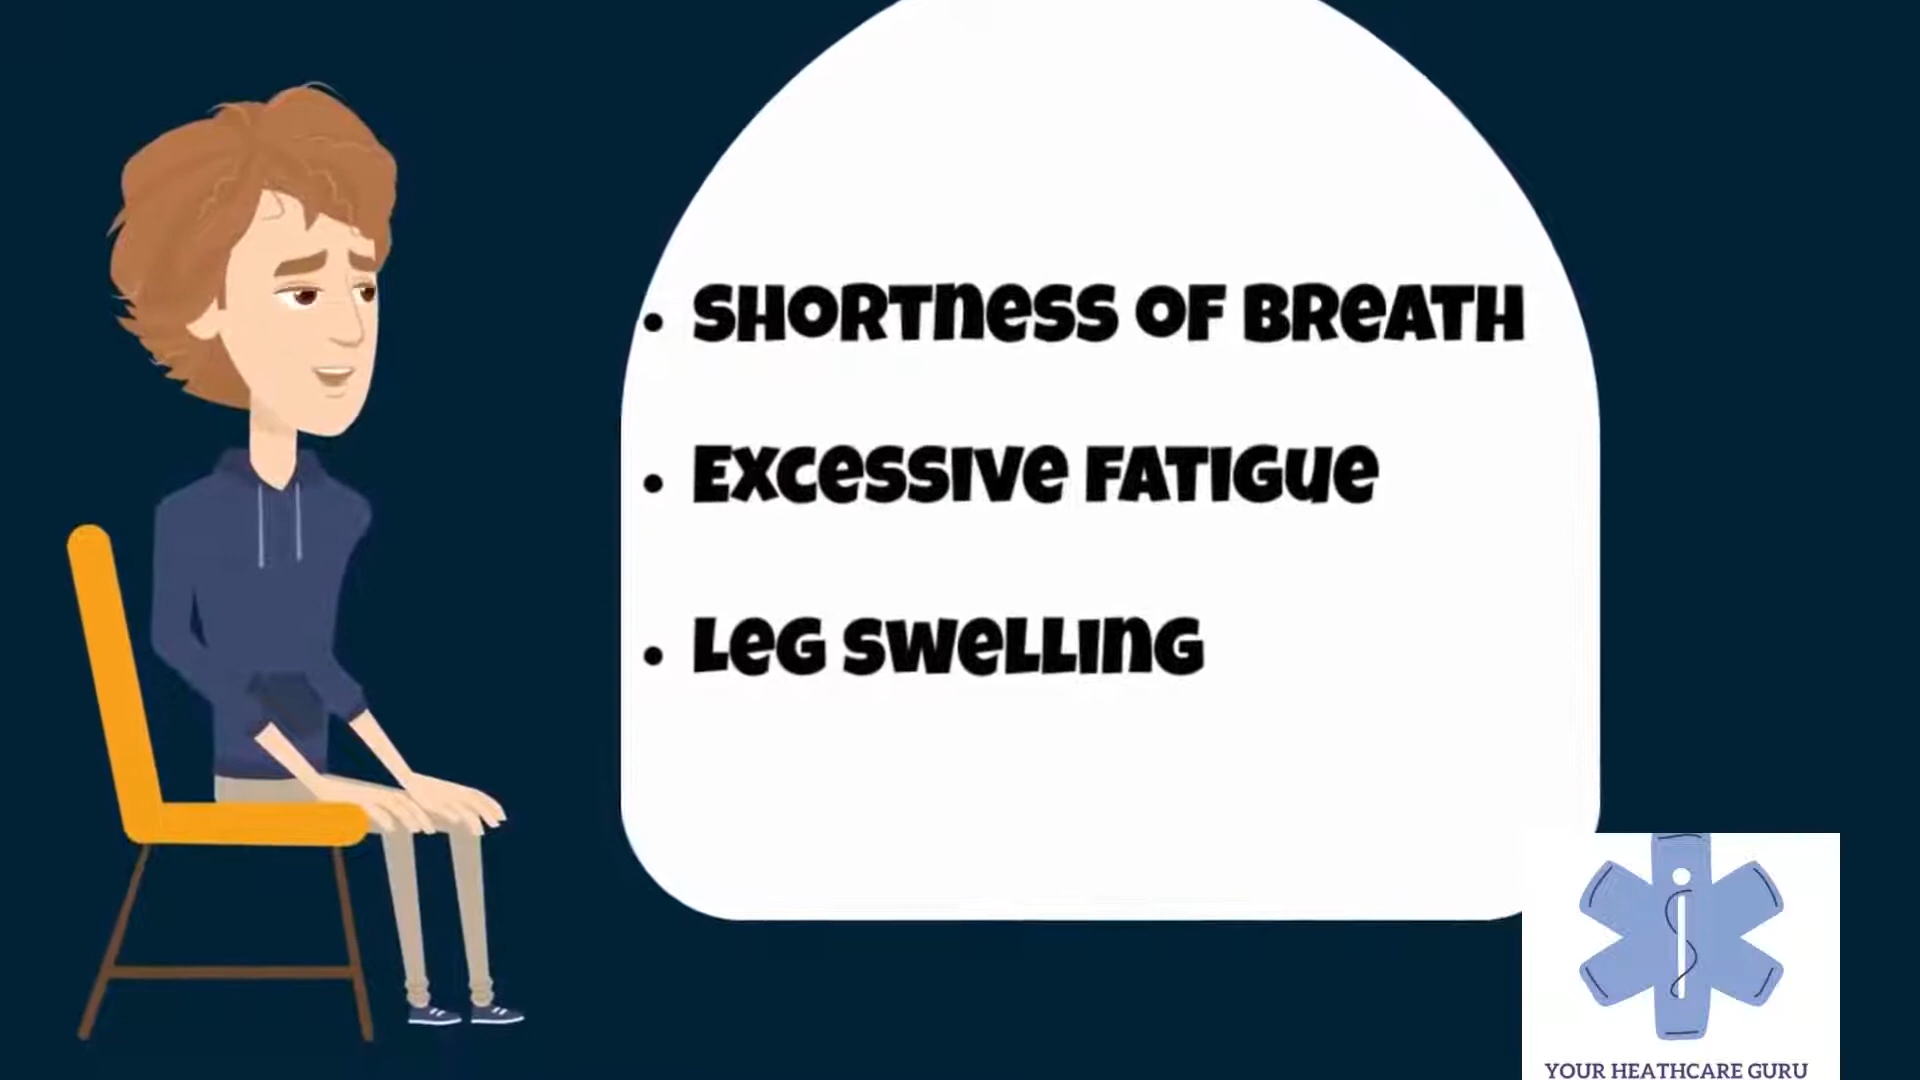 • SHORTNESS OF BREATH
• EXCESSIVE FATIGUE
• LEG SWELLING
YOUR HEATHCARE GURU